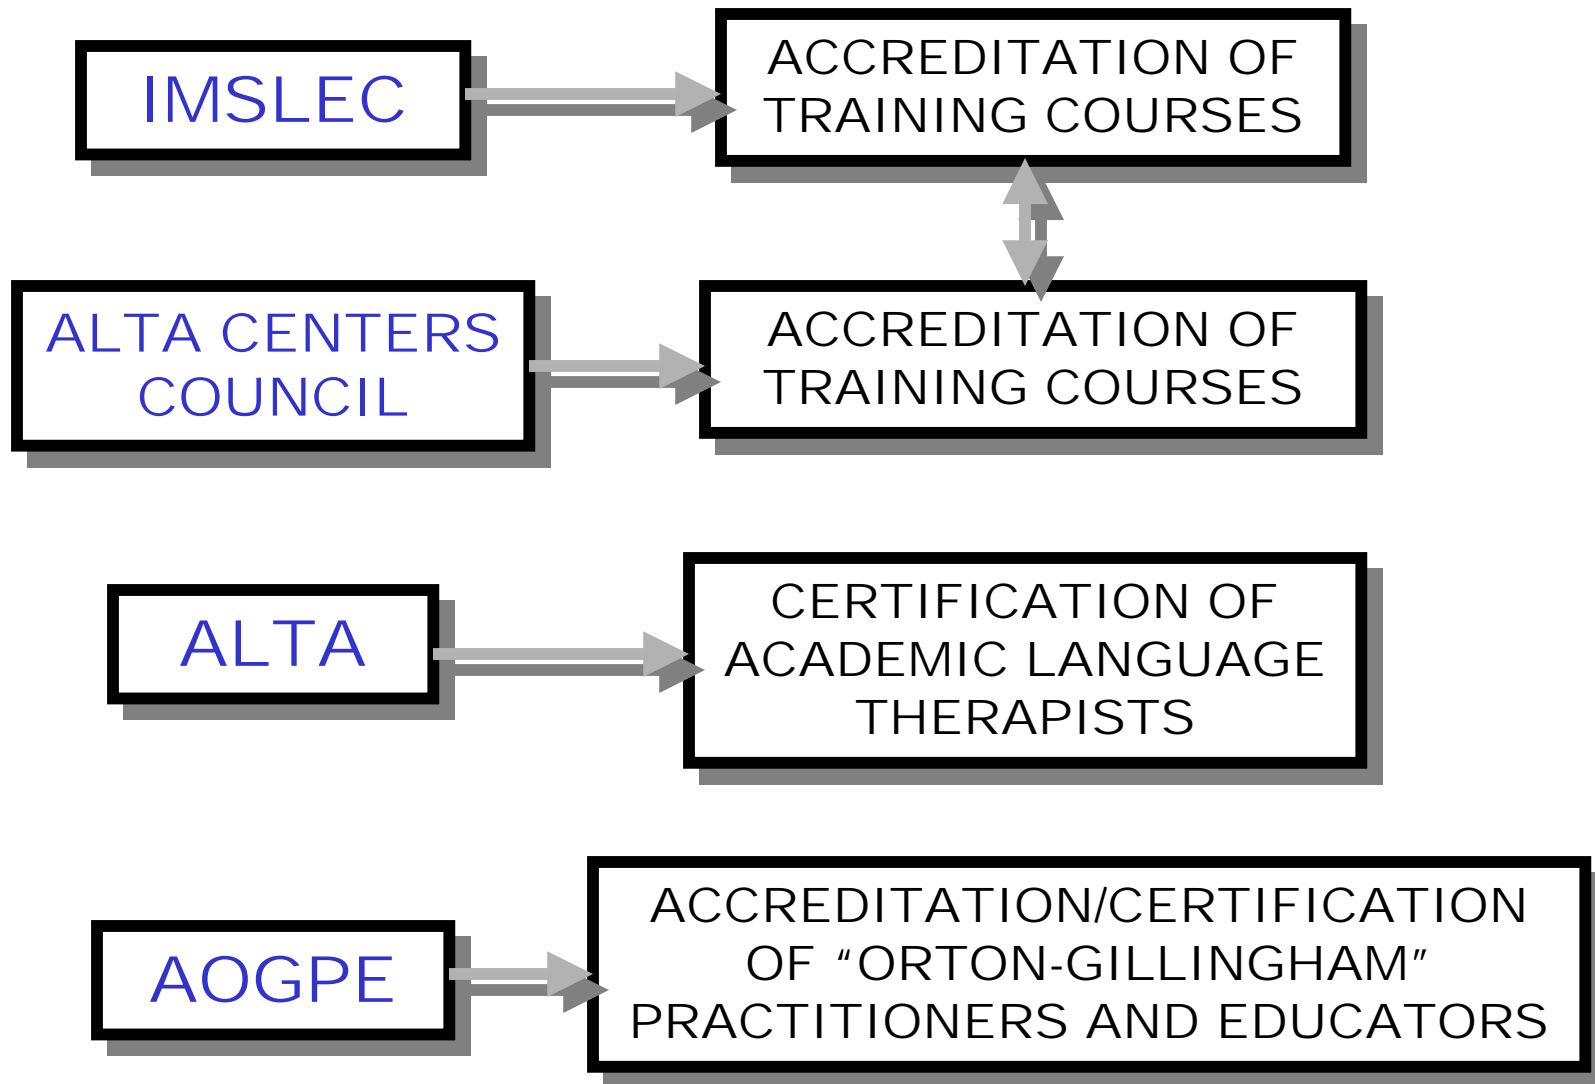 IMSLEC
ACCREDITATION OF
TRAINING COURSES
ALTA CENTERS
COUNCIL
ACCREDITATION OF
TRAINING COURSES
ALTA
CERTIFICATION OF
ACADEMIC LANGUAGE
THERAPISTS
AOGPE
ACCREDITATION/CERTIFICATION
OF “ORTON-GILLINGHAM”
PRACTITIONERS AND EDUCATORS